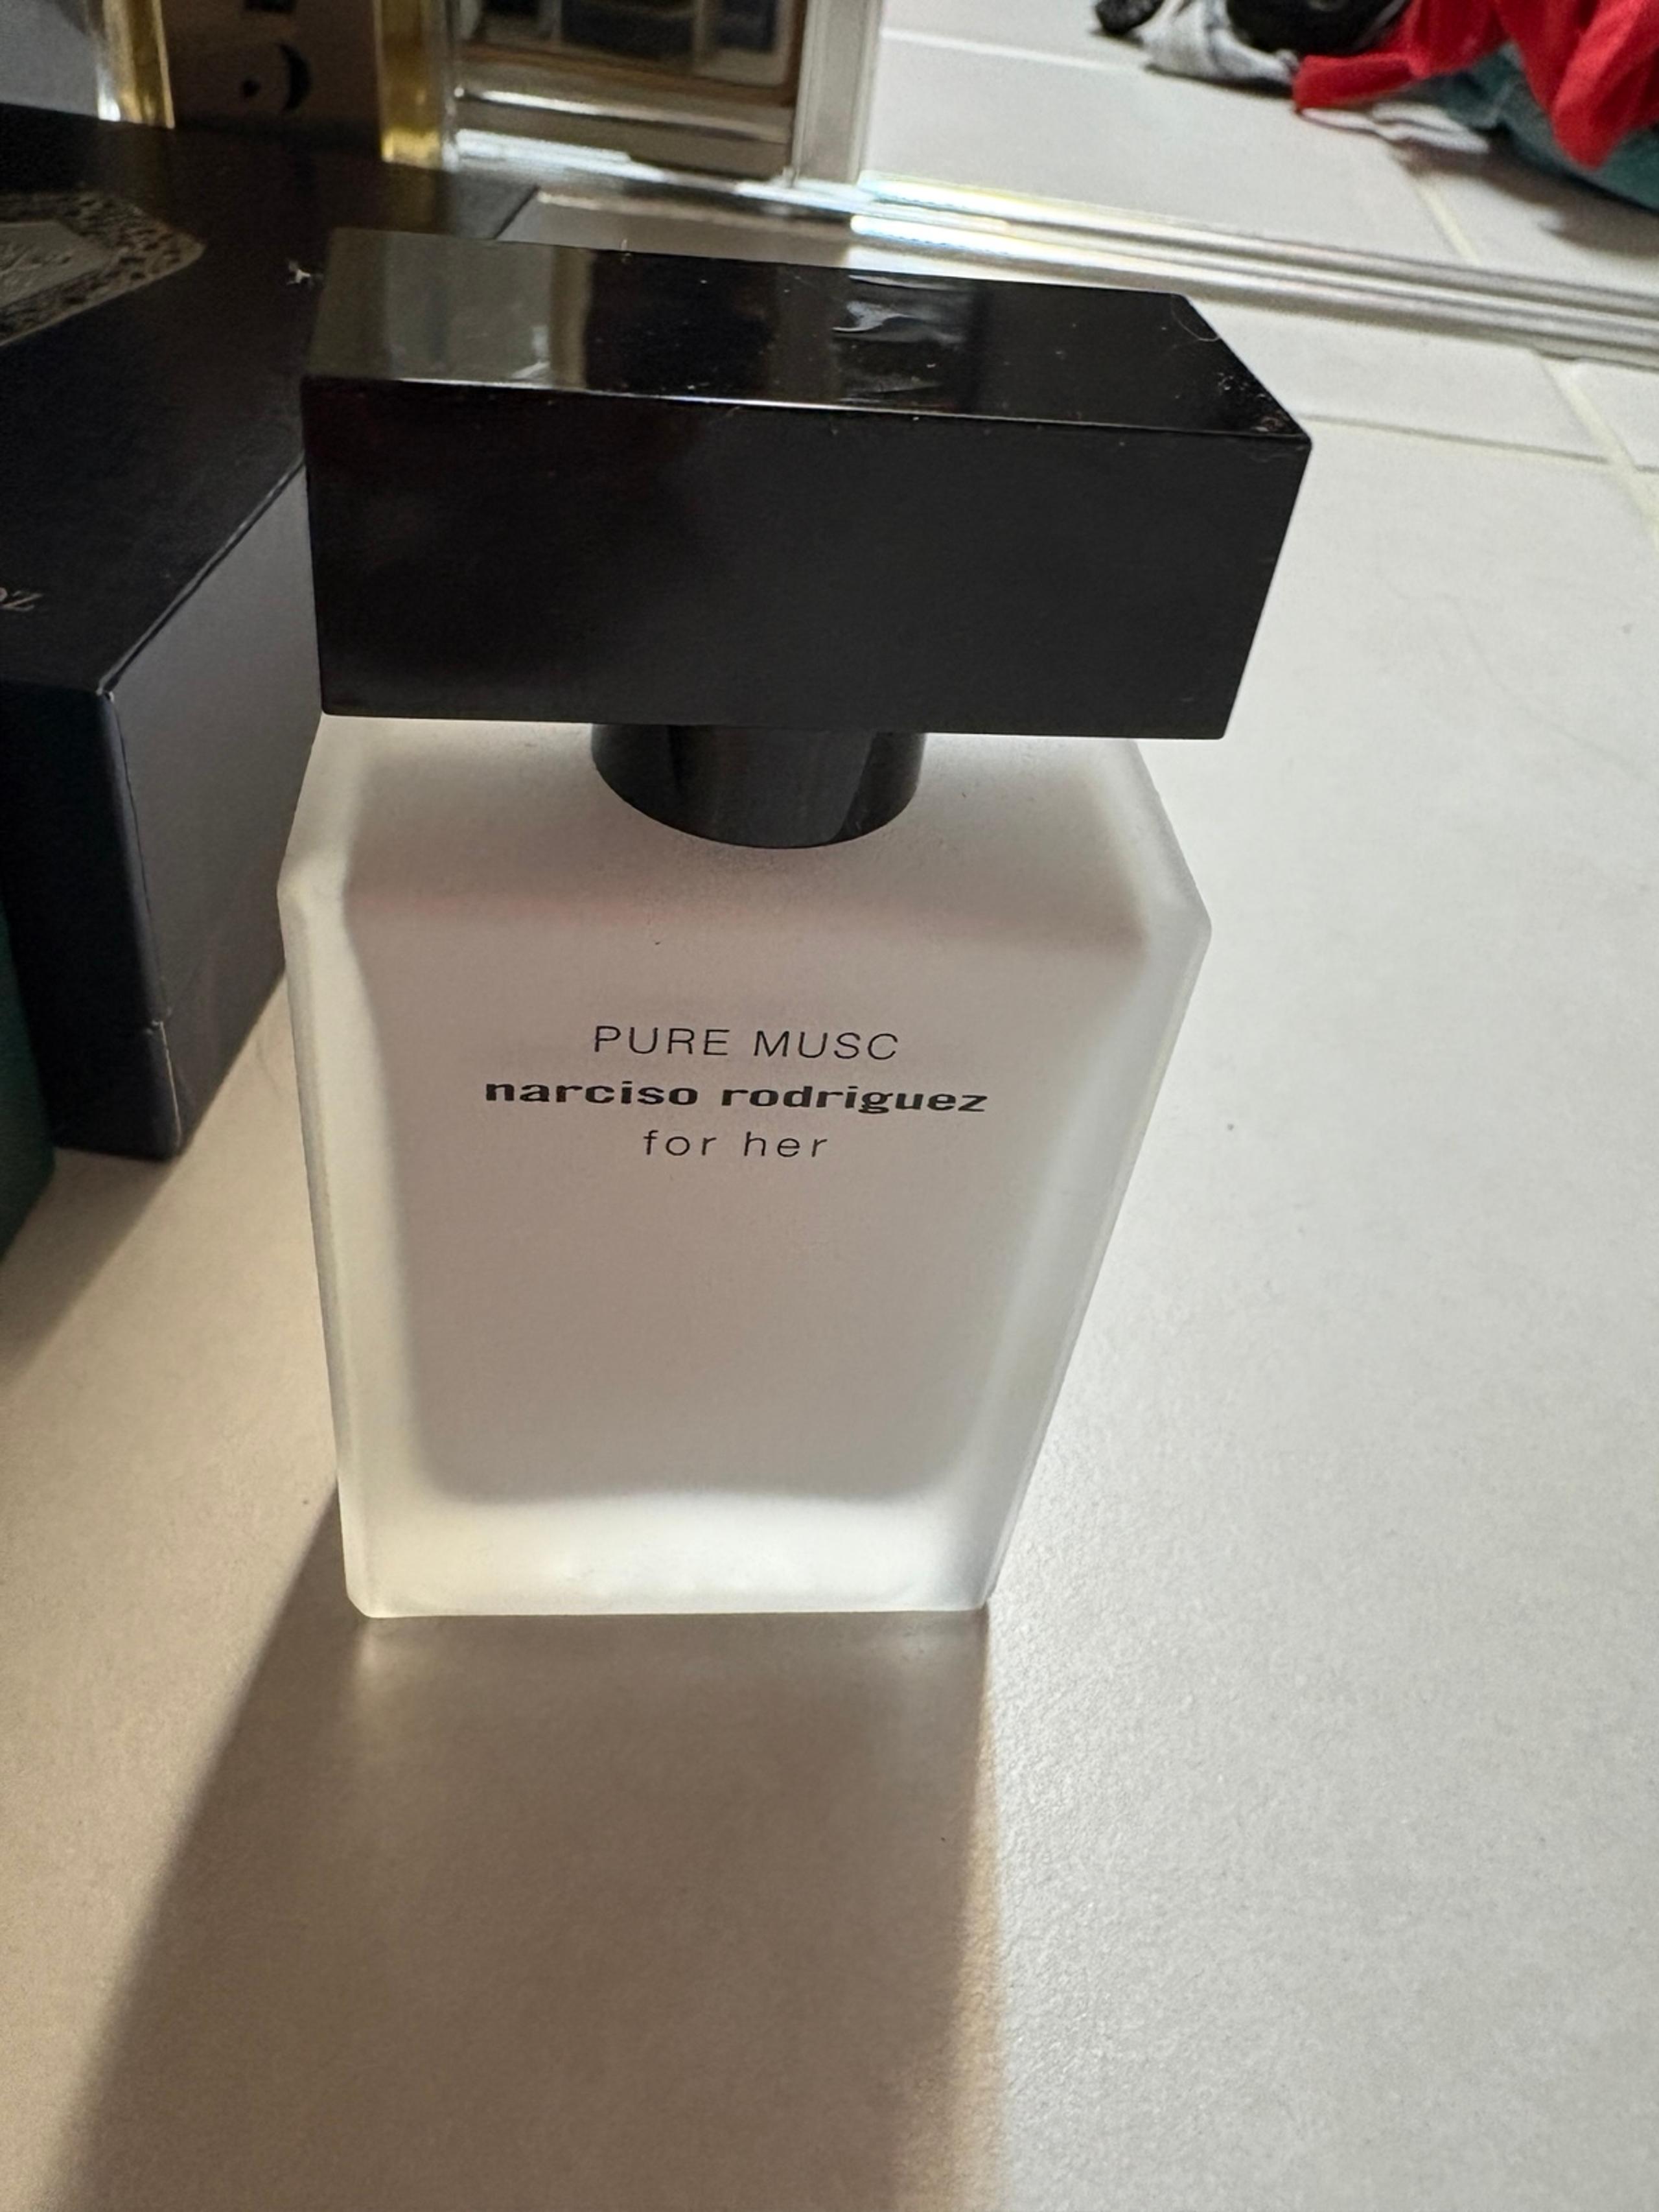 PURE MUSC
narciso rodriguez
for her